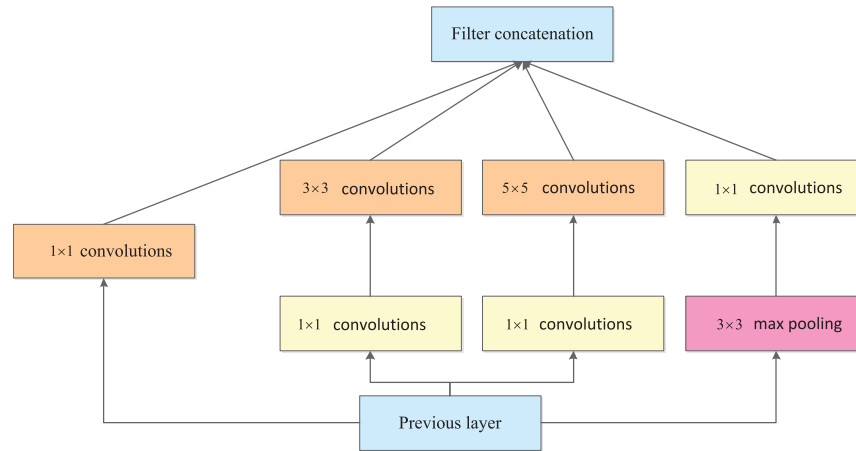 Filter concatenation
3×3 convolutions
5×5 convolutions
1×1 convolutions
1×1 convolutions
1×1 convolutions
1×1 convolutions
3×3 max pooling
Previous layer